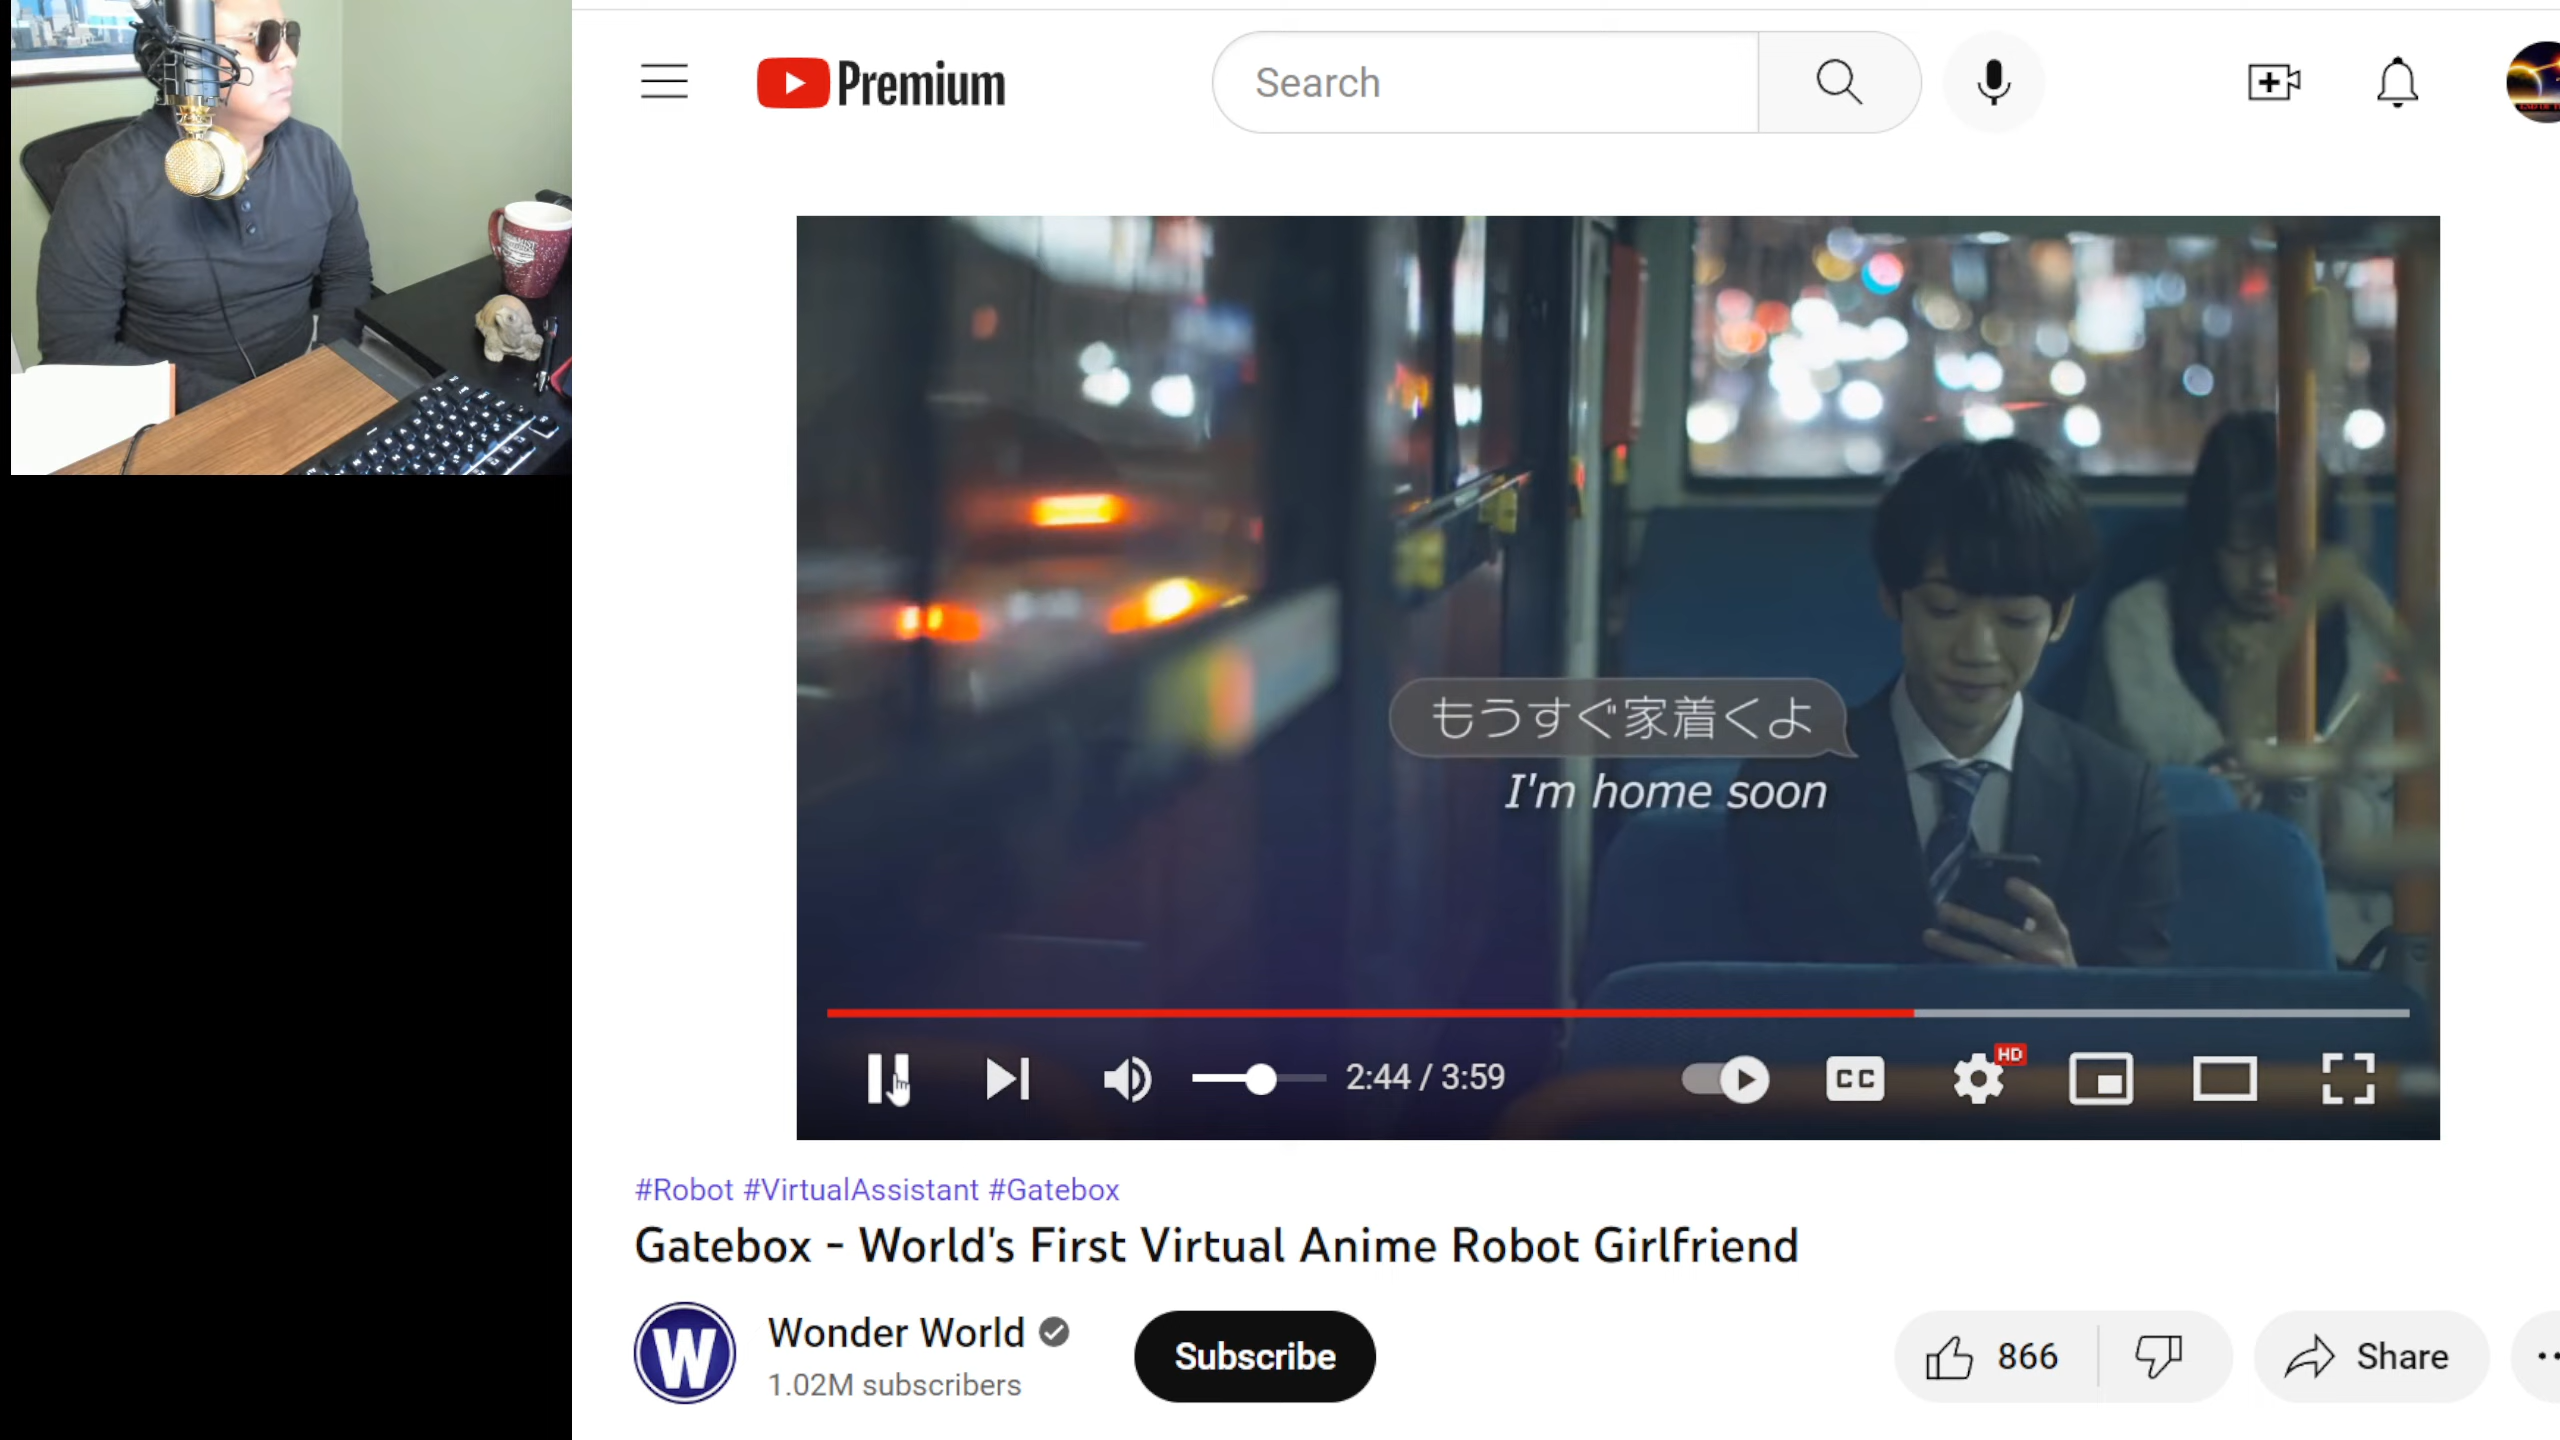 Premium
Search
もうすぐ家着くよ
I'm home soon
2:44 / 3:59
CC
HD
#Robot #VirtualAssistant #Gatebox
Gatebox - World's First Virtual Anime Robot Girlfriend
W
Wonder World
1.02M subscribers
Subscribe
866
Share